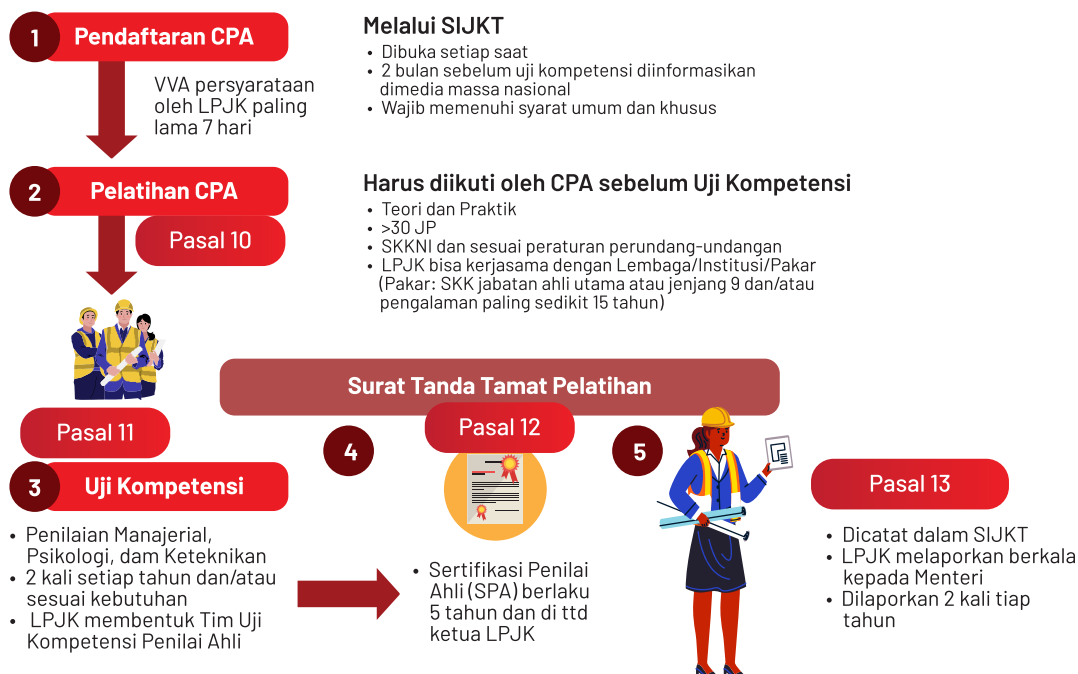 1
Pendaftaran CPA
VVA persyarataan
oleh LPJK paling
lama 7 hari
Melalui SIJKT
• Dibuka setiap saat
• 2 bulan sebelum uji kompetensi diinformasikan
dimedia massa nasional
• Wajib memenuhi syarat umum dan khusus
2
Pelatihan CPA
Pasal 10
Harus diikuti oleh CPA sebelum Uji Kompetensi
• Teori dan Praktik
• >30 JP
• SKKNI dan sesuai peraturan perundang-undangan
• LPJK bisa kerjasama dengan Lembaga/Institusi/Pakar
(Pakar: SKK jabatan ahli utama atau jenjang 9 dan/atau
pengalaman paling sedikit 15 tahun)
Surat Tanda Tamat Pelatihan
Pasal 11
3
Uji Kompetensi
• Penilaian Manajerial,
Psikologi, dam Keteknikan
• 2 kali setiap tahun dan/atau
sesuai kebutuhan
• LPJK membentuk Tim Uji
Kompetensi Penilai Ahli
4
Pasal 12
• Sertifikasi Penilai
Ahli (SPA) berlaku
5 tahun dan di ttd
ketua LPJK
5
Pasal 13
• Dicatat dalam SIJKT
• LPJK melaporkan berkala
kepada Menteri
• Dilaporkan 2 kali tiap
tahun